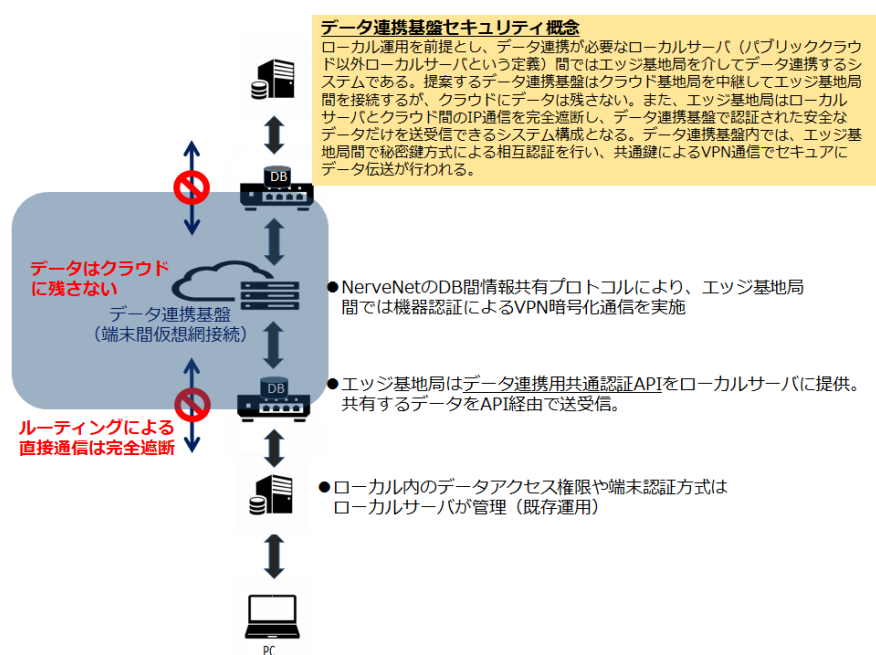 データ連携基盤セキュリティ概念
ローカル運用を前提とし、データ連携が必要なローカルサーバ（パブリッククラウ
ド以外ローカルサーバという定義）間ではエッジ基地局を介してデータ連携するシ
ステムである。提案するデータ連携基盤はクラウド基地局を中継してエッジ基地局
間を接続するが、クラウドにデータは残さない。また、エッジ基地局はローカル
サーバとクラウド間のIP通信を完全遮断し、データ連携基盤で認証された安全な
データだけを送受信できるシステム構成となる。データ連携基盤内では、エッジ基
地局間で秘密鍵方式による相互認証を行い、共通鍵によるVPN通信でセキュアに
データ伝送が行われる。
DB
データはクラウド
に残さない
データ連携基盤
（端末間仮想網接続）
●NerveNetのDB間情報共有プロトコルにより、エッジ基地局
間では機器認証によるVPN暗号化通信を実施
DB
●エッジ基地局はデータ連携用共通認証APIをローカルサーバに提供。
共有するデータをAPI経由で送受信。
ルーティングによる
直接通信は完全遮断
●ローカル内のデータアクセス権限や端末認証方式は
ローカルサーバが管理（既存運用）
PC